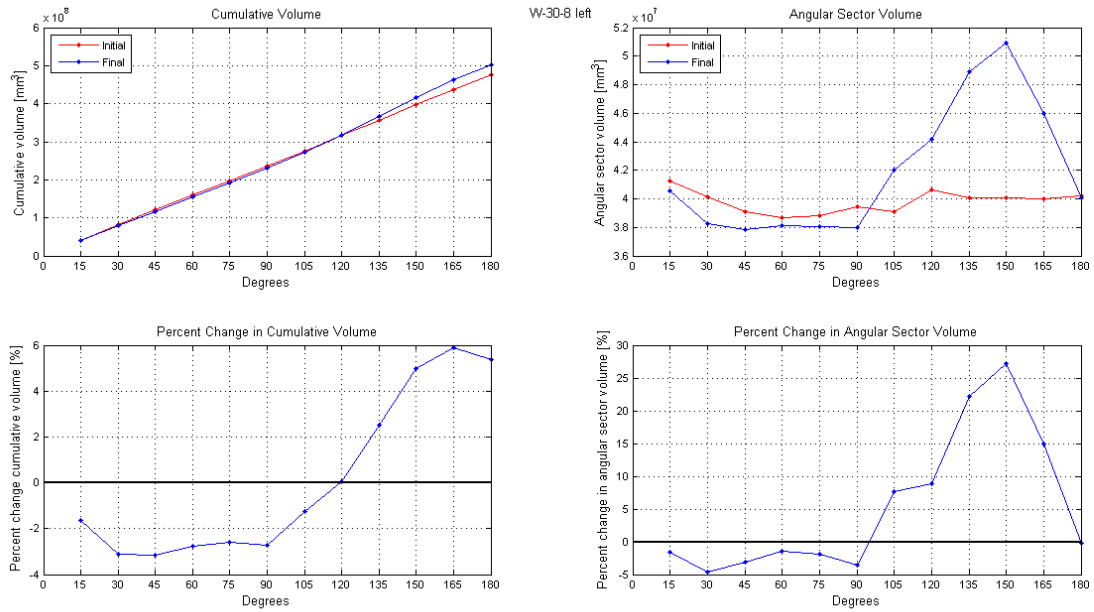 W-30-8 left
Cumulative Volume
x 10^8
Cumulative volume [mm^3]
6
5
4
3
2
1
0
Initial
Final
0 15 30 45 60 75 90 105 120 135 150 165 180
Degrees
Angular Sector Volume
x 10^7
Angular sector volume [mm^3]
5.2
5
4.8
4.6
4.4
4.2
4
3.8
3.6
Initial
Final
0 15 30 45 60 75 90 105 120 135 150 165 180
Degrees
Percent Change in Cumulative Volume
Percent change cumulative volume [%]
6
4
2
0
-2
-4
0 15 30 45 60 75 90 105 120 135 150 165 180
Degrees
Percent Change in Angular Sector Volume
Percent change in angular sector volume [%]
30
25
20
15
10
5
0
-5
0 15 30 45 60 75 90 105 120 135 150 165 180
Degrees